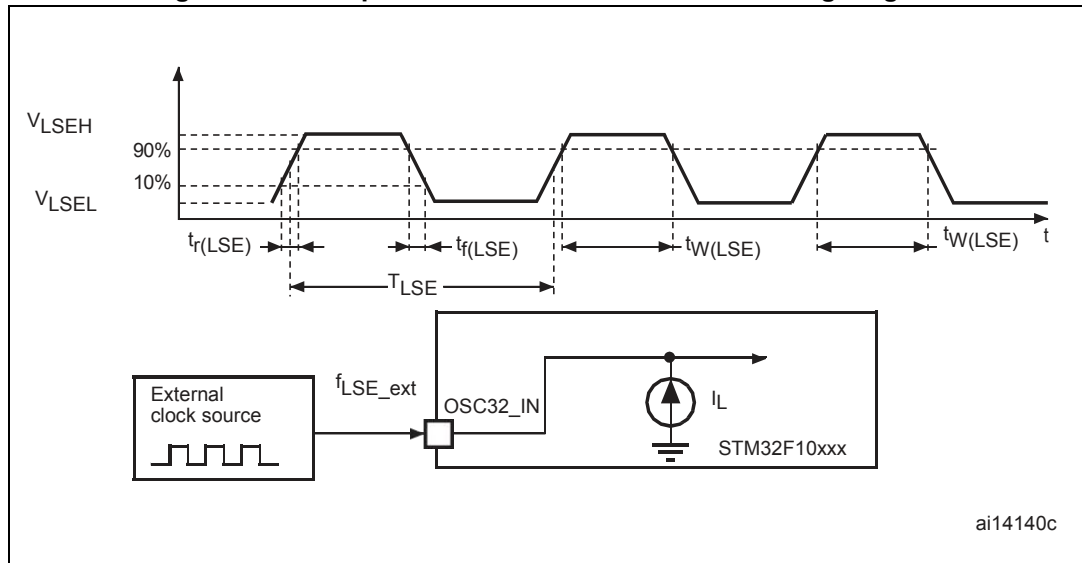 VLSEH
90%
10%
VLSEL
tr(LSE)
tf(LSE)
tW(LSE)
tW(LSE)
t
TLSE
External
clock source
fLSE_ext
OSC32_IN
IL
STM32F10xxx
ai14140c